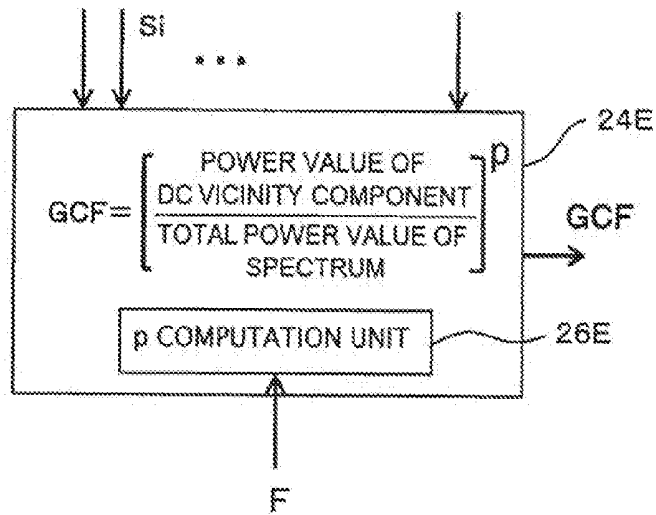 Si
...
24E
p
POWER VALUE OF
DC VICINITY COMPONENT
GCF=
TOTAL POWER VALUE OF
SPECTRUM
GCF
p COMPUTATION UNIT
26E
F